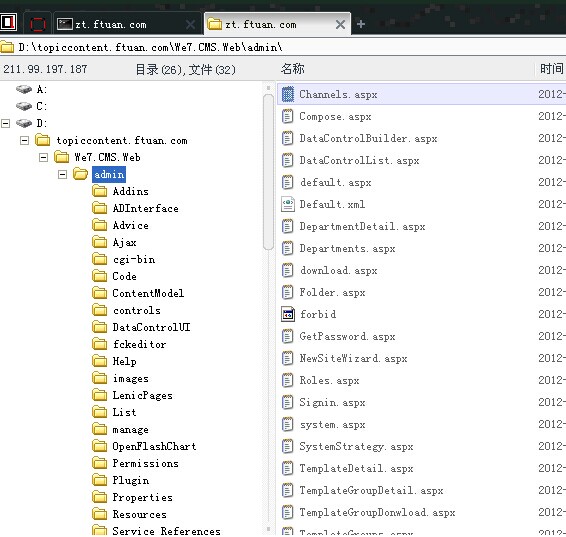 zt.ftuan.com
zt.ftuan.com
D:\topiccontent.ftuan.com\We7.CMS.Web\admin\
211.99.197.187
目录(26),文件(32)
A:
C:
D:
topiccontent.ftuan.com
We7.CMS.Web
admin
Addins
ADInterface
Advice
Ajax
cgi-bin
Code
ContentModel
controls
DataControlUI
fckeditor
Help
images
LenicPages
List
manage
OpenFlashChart
Permissions
Plugin
Properties
Resources
Service References
名称
时间
Channels.aspx
2012-
Compose.aspx
2012-
DataControlBuilder.aspx
2012-
DataControlList.aspx
2012-
default.aspx
2012-
Default.xml
2012-
DepartmentDetail.aspx
2012-
Departments.aspx
2012-
download.aspx
2012-
Folder.aspx
2012-
forbid
2012-
GetPassword.aspx
2012-
NewSiteWizard.aspx
2012-
Roles.aspx
2012-
Signin.aspx
2012-
system.aspx
2012-
SystemStrategy.aspx
2012-
TemplateDetail.aspx
2012-
TemplateGroupDetail.aspx
2012-
TemplateGroupDonwload.aspx
2012-
TemplateGroups.aspx
2012-